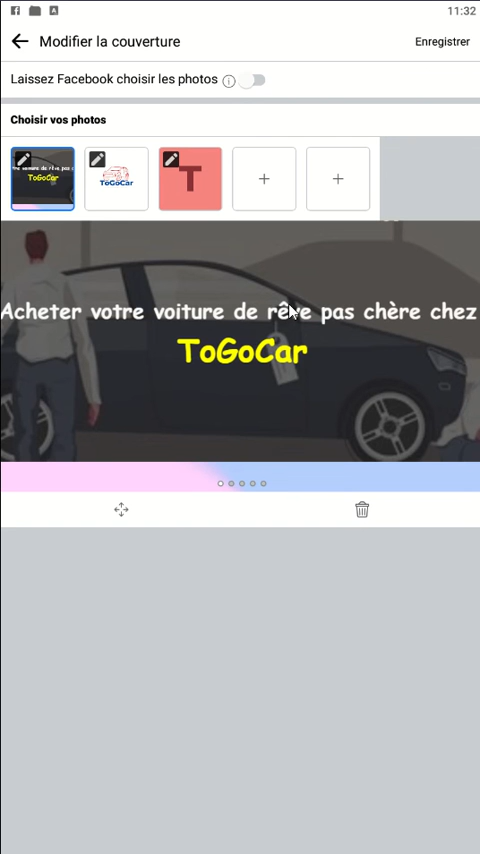 11:32
Modifier la couverture
Enregistrer
Laissez Facebook choisir les photos
Choisir vos photos
ToGoCar
ToGoCar
T
Acheter votre voiture de rêve pas chère chez
ToGoCar